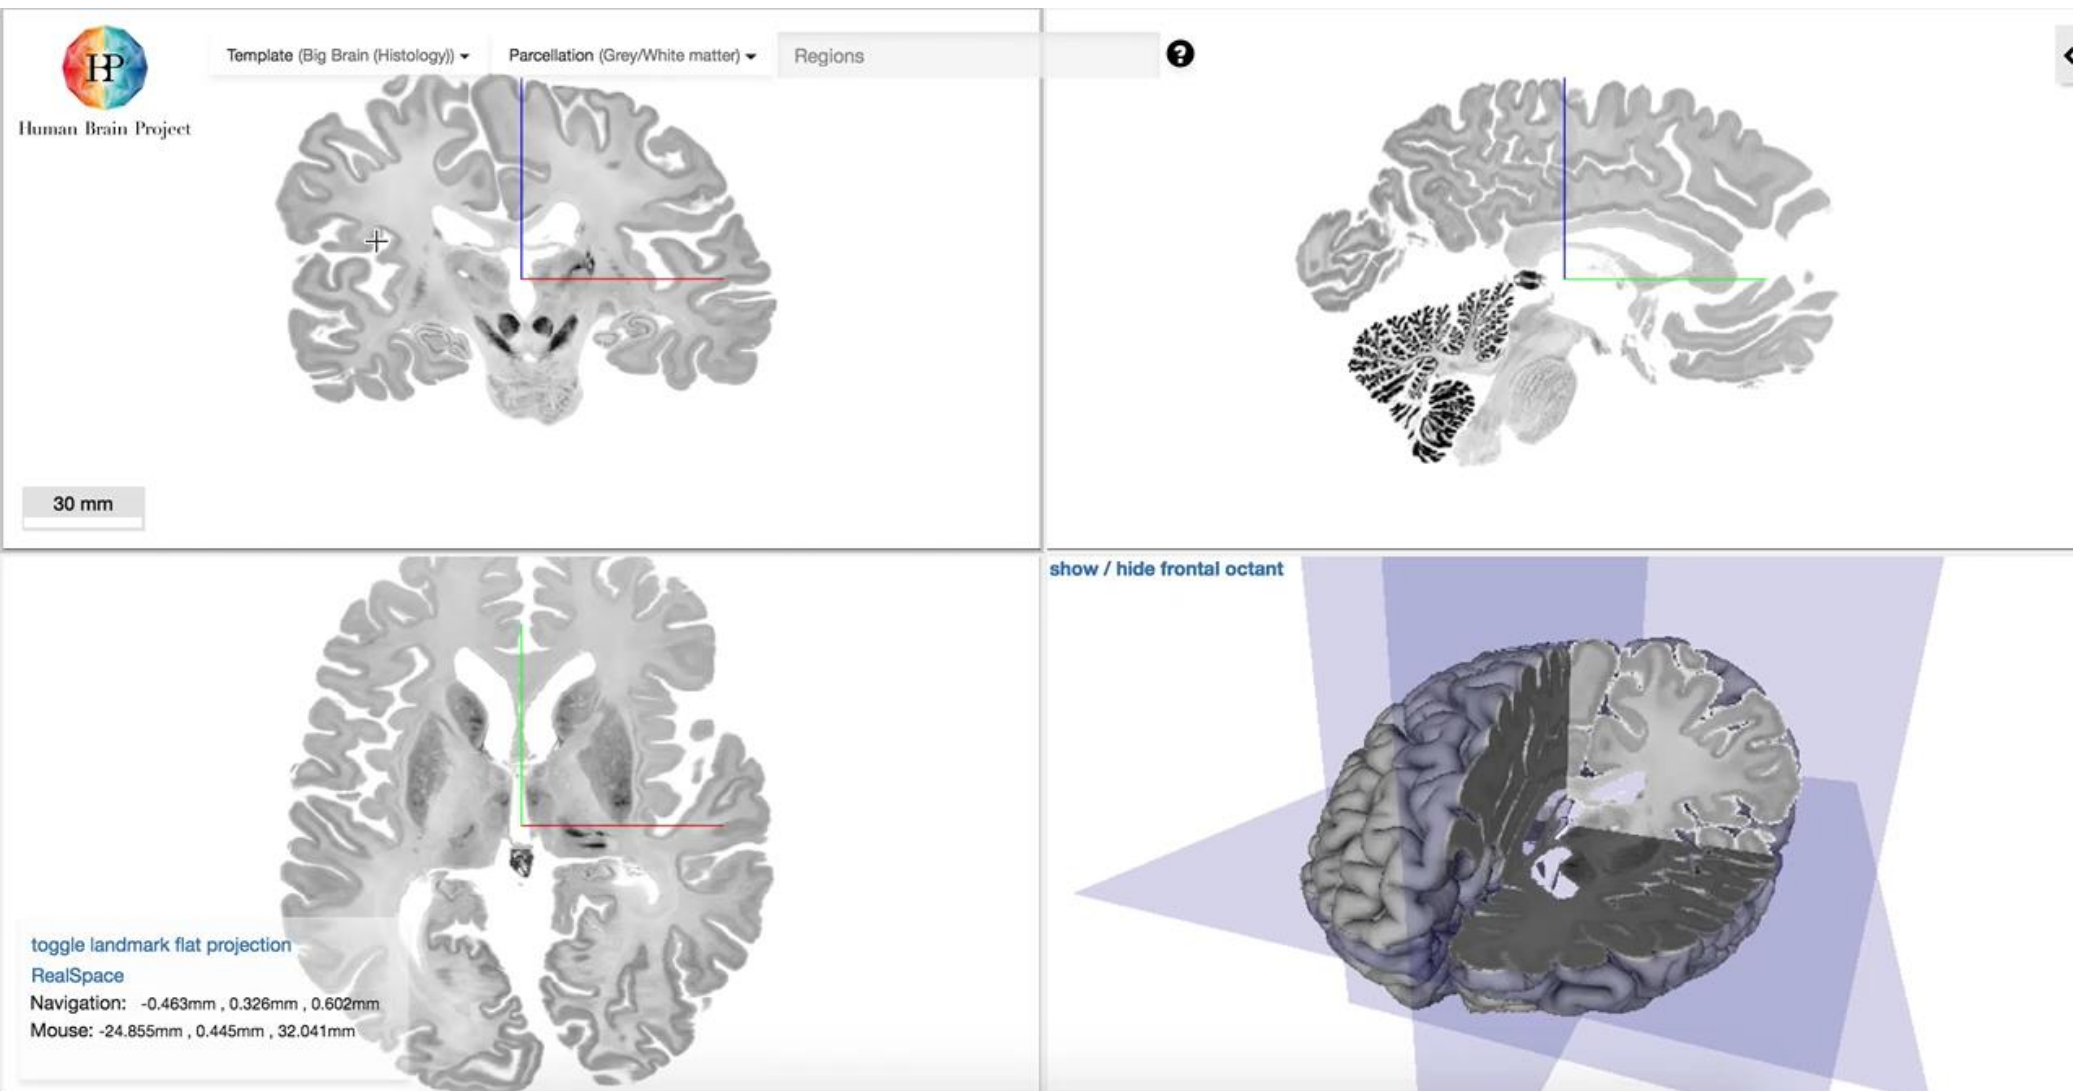 HP
Human Brain Project
Template (Big Brain (Histology))
Parcellation (Grey/White matter)
Regions
?
30 mm
show / hide frontal octant
toggle landmark flat projection
RealSpace
Navigation: -0.463mm , 0.326mm , 0.602mm
Mouse: -24.855mm , 0.445mm , 32.041mm